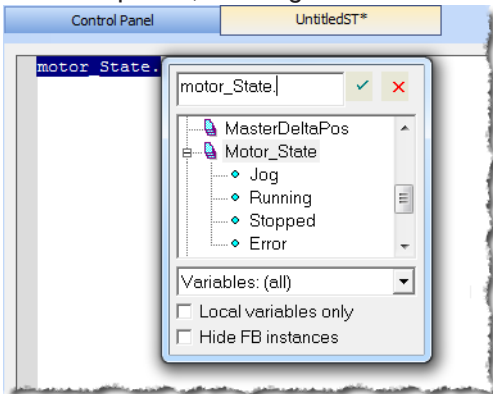 Control Panel
UntitledST*
motor_State.
motor_State.
MasterDeltaPos
Motor_State
Jog
Running
Stopped
Error
Variables: (all)
Local variables only
Hide FB instances